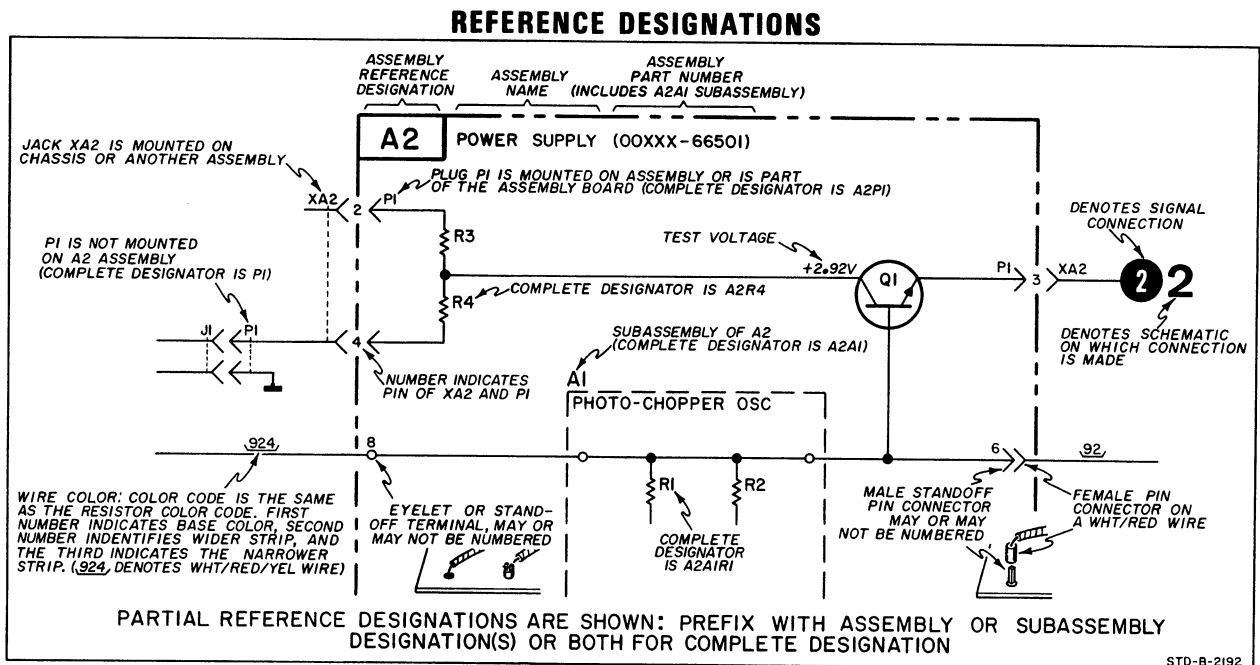 REFERENCE DESIGNATIONS
ASSEMBLY
REFERENCE
DESIGNATION
ASSEMBLY
NAME
ASSEMBLY
PART NUMBER
(INCLUDES A2A1 SUBASSEMBLY)
A2
POWER SUPPLY (00XXX-66501)
JACK XA2 IS MOUNTED ON
CHASSIS OR ANOTHER ASSEMBLY
PLUG P1 IS MOUNTED ON ASSEMBLY OR IS PART
OF THE ASSEMBLY BOARD (COMPLETE DESIGNATOR IS A2P1)
XA2
2
P1
R3
P1 IS NOT MOUNTED
ON A2 ASSEMBLY
(COMPLETE DESIGNATOR IS P1)
TEST VOLTAGE
+2.92V
Q1
P1
3
XA2
DENOTES SIGNAL
CONNECTION
2
2
R4
COMPLETE DESIGNATOR IS A2R4
J1
P1
4
SUBASSEMBLY OF A2
(COMPLETE DESIGNATOR IS A2A1)
DENOTES SCHEMATIC
ON WHICH CONNECTION
IS MADE
NUMBER INDICATES
PIN OF XA2 AND P1
A1
PHOTO-CHOPPER OSC
924
8
6
92
R1
R2
WIRE COLOR: COLOR CODE IS THE SAME
AS THE RESISTOR COLOR CODE. FIRST
NUMBER INDICATES BASE COLOR, SECOND
NUMBER INDENTIFIES WIDER STRIP, AND
THE THIRD INDICATES THE NARROWER
STRIP. (924 DENOTES WHT/RED/YEL WIRE)
EYELET OR STAND-
OFF TERMINAL, MAY OR
MAY NOT BE NUMBERED
COMPLETE
DESIGNATOR
IS A2A1R1
MALE STANDOFF
PIN CONNECTOR
MAY OR MAY
NOT BE NUMBERED
FEMALE PIN
CONNECTOR ON
A WHT/RED WIRE
PARTIAL REFERENCE DESIGNATIONS ARE SHOWN: PREFIX WITH ASSEMBLY OR SUBASSEMBLY
DESIGNATION(S) OR BOTH FOR COMPLETE DESIGNATION
STD-B-2192